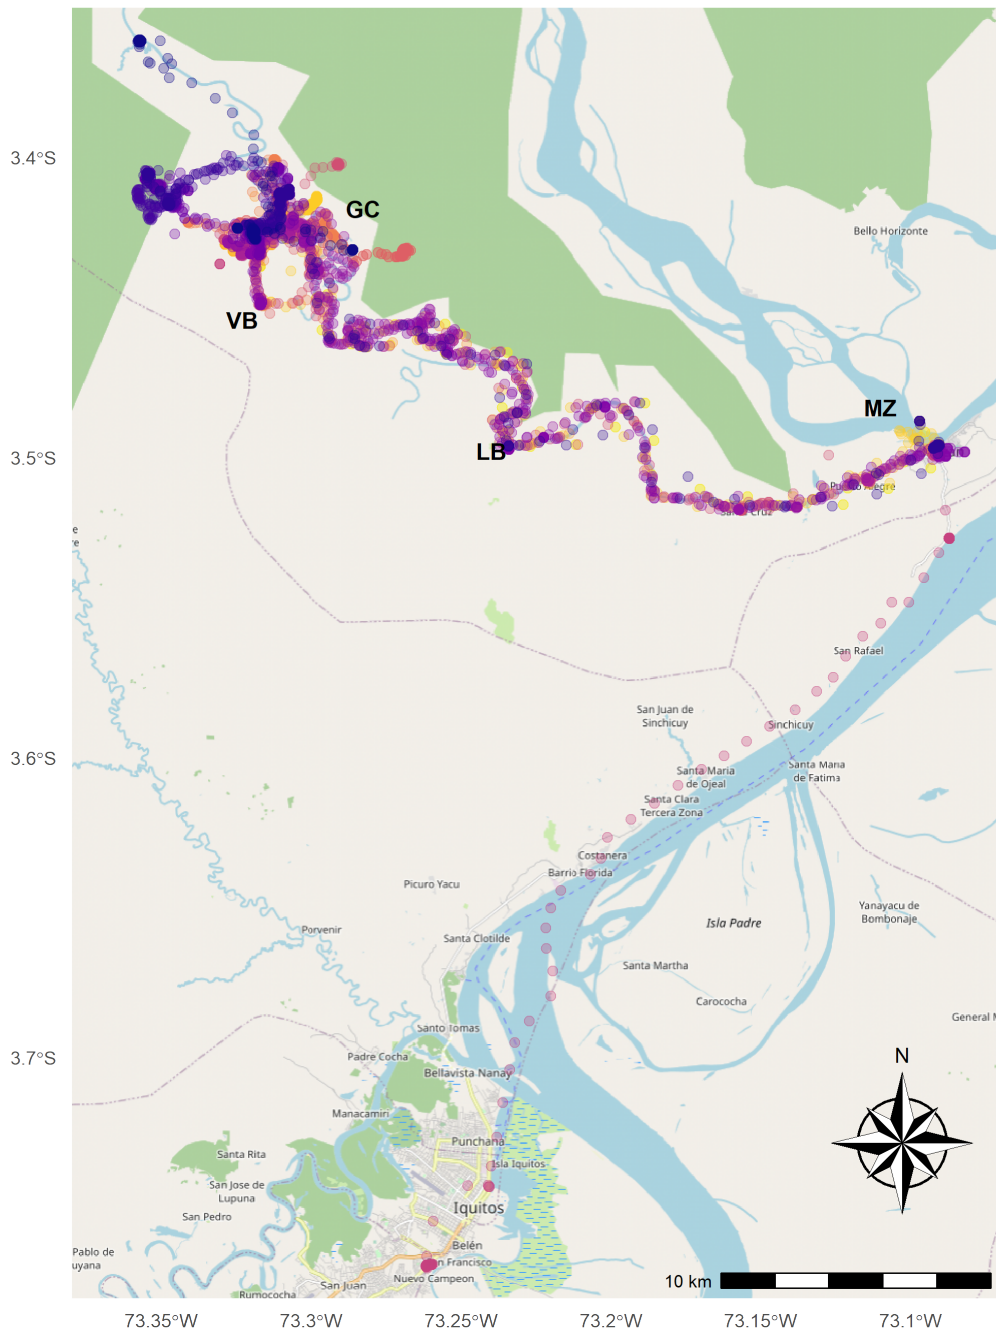 3.4°S
GC
Bello Horizonte
VB
MZ
LB
3.5°S
Puerto Alegre
Santa Cruz
e
re
San Rafael
San Juan de
Sinchicuy
Sinchicuy
3.6°S
Santa Maria
de Fatima
Santa Maria
de Ojeal
Santa Clara
Tercera Zona
Costanera
Barrio Florida
Picuro Yacu
Yanayacu de
Bombonaje
Isla Padre
Porvenir
Santa Clotilde
Santa Martha
Carococha
General M
Santo Tomas
3.7°S
Padre Cocha
Bellavista Nanay
N
Manacamiri
Punchana
Santa Rita
Isla Iquitos
San Jose de
Lupuna
San Pedro
Iquitos
Pablo de
uyana
Belén
n Francisco
Nuevo Campeon
San Juan
Rumococha
10 km
73.35°W
73.3°W
73.25°W
73.2°W
73.15°W
73.1°W